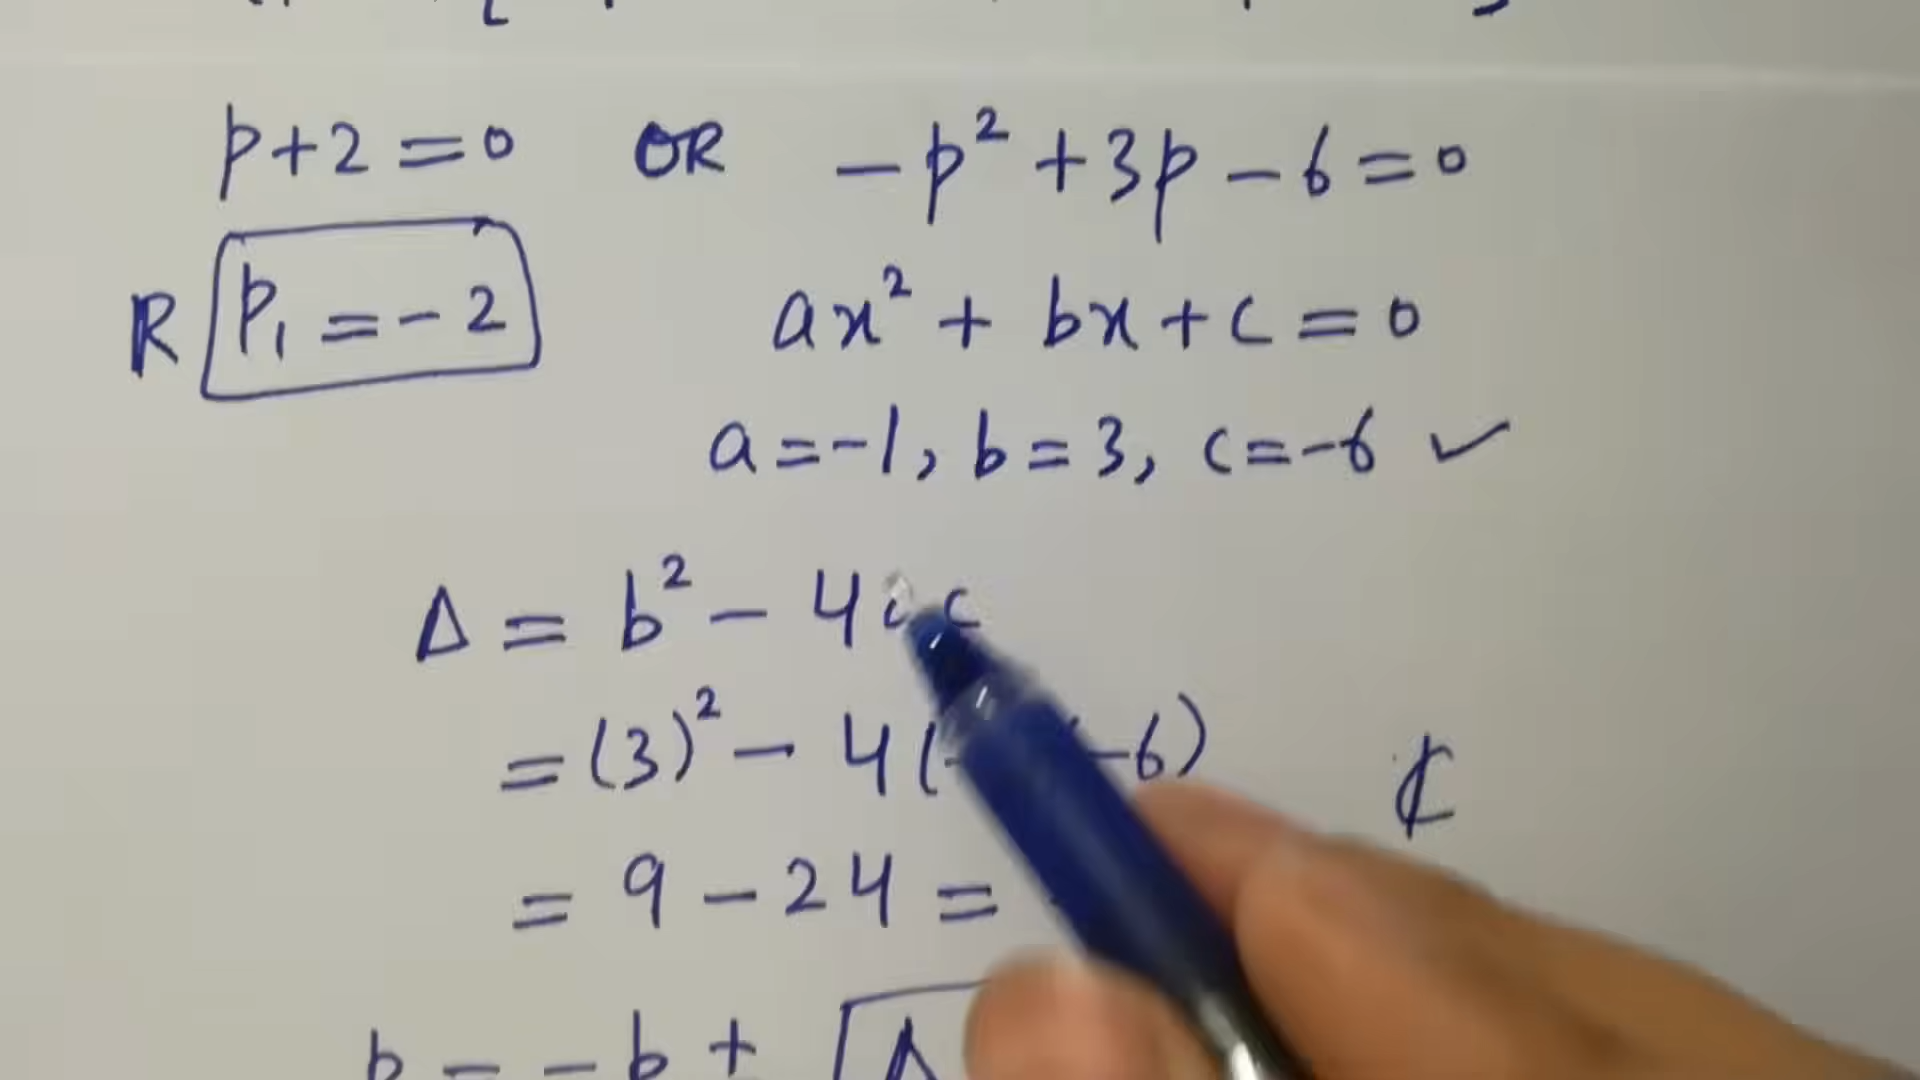 p+2=0 OR -p²+3p-6=0
R p₁=-2 ax²+bx+c=0
a=-1, b=3, c=-6 ✓
Δ = b² - 4 c
=(3)² - 4( -6) ₵
= 9 - 24 =
p = -b +